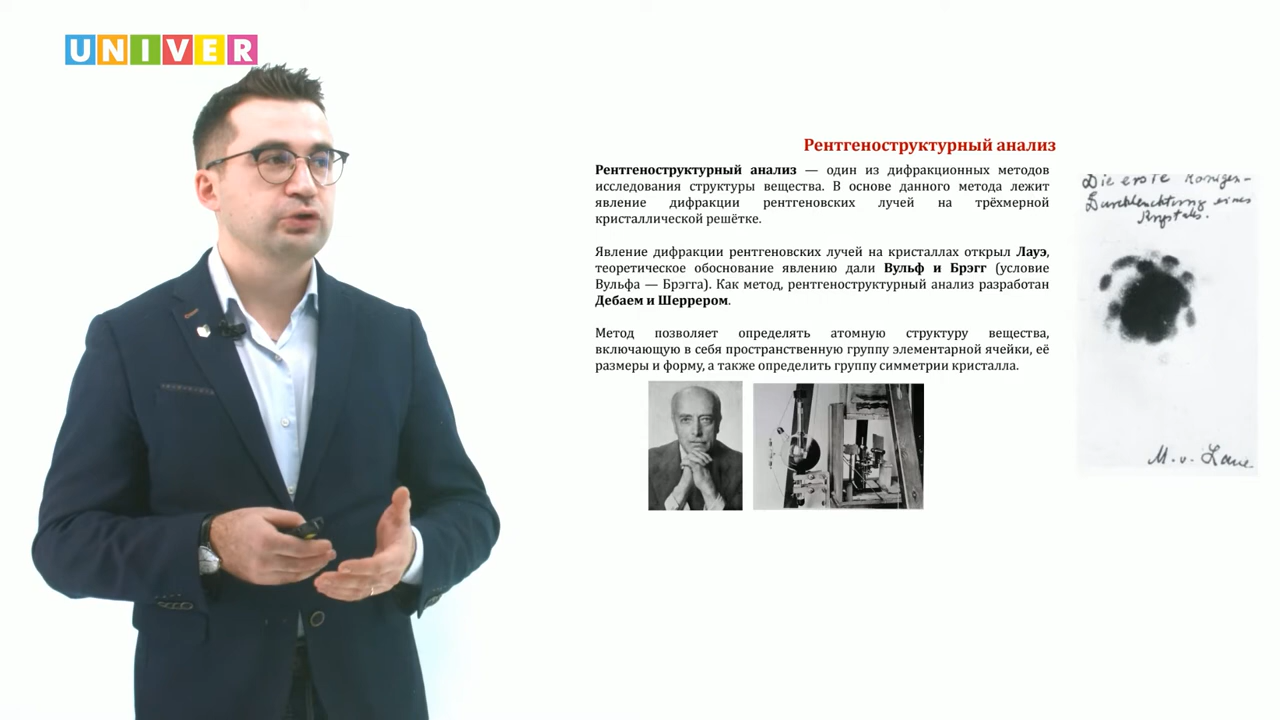 UNIVER
Рентгеноструктурный анализ
Рентгеноструктурный анализ — один из дифракционных методов
исследования структуры вещества. В основе данного метода лежит
явление дифракции рентгеновских лучей на трёхмерной
кристаллической решётке.
Явление дифракции рентгеновских лучей на кристаллах открыл Лауэ,
теоретическое обоснование явлению дали Вульф и Брэгг (условие
Вульфа — Брэгга). Как метод, рентгеноструктурный анализ разработан
Дебаем и Шеррером.
Метод позволяет определять атомную структуру вещества,
включающую в себя пространственную группу элементарной ячейки, её
размеры и форму, а также определить группу симметрии кристалла.
Die erste
Durchleuchtung eines
M. v. Laue